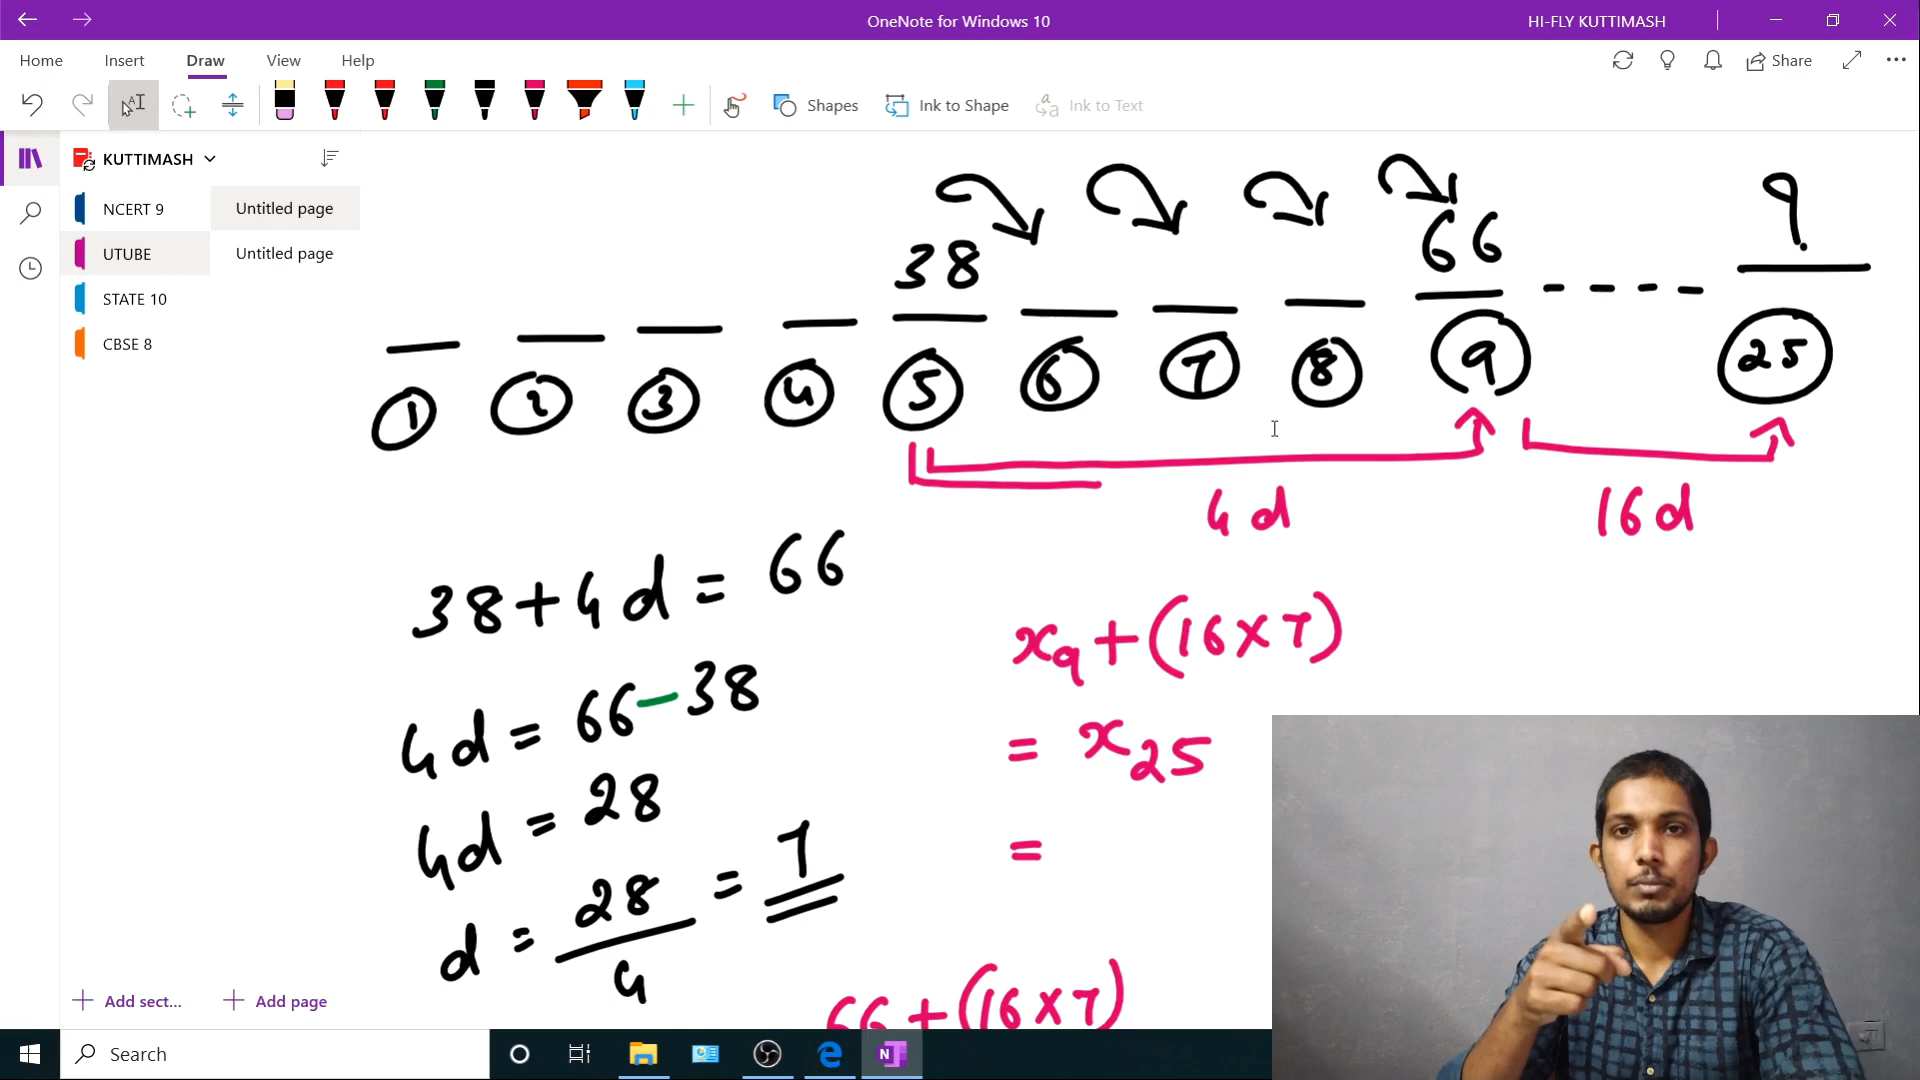 OneNote for Windows 10
HI-FLY KUTTIMASH
Home Insert Draw View Help
Share
Shapes
Ink to Shape
Ink to Text
KUTTIMASH
NCERT 9
UTUBE
STATE 10
CBSE 8
Untitled page
Untitled page
38 66 ?
1 2 3 4 5 6 7 8 9 25
4d 16d
38+4d = 66
4d = 66-38
4d = 28
d = 28/4 = 7
x9 + (16×7)
= x25
=
66 + (16×7)
Add sect...
Add page
Search